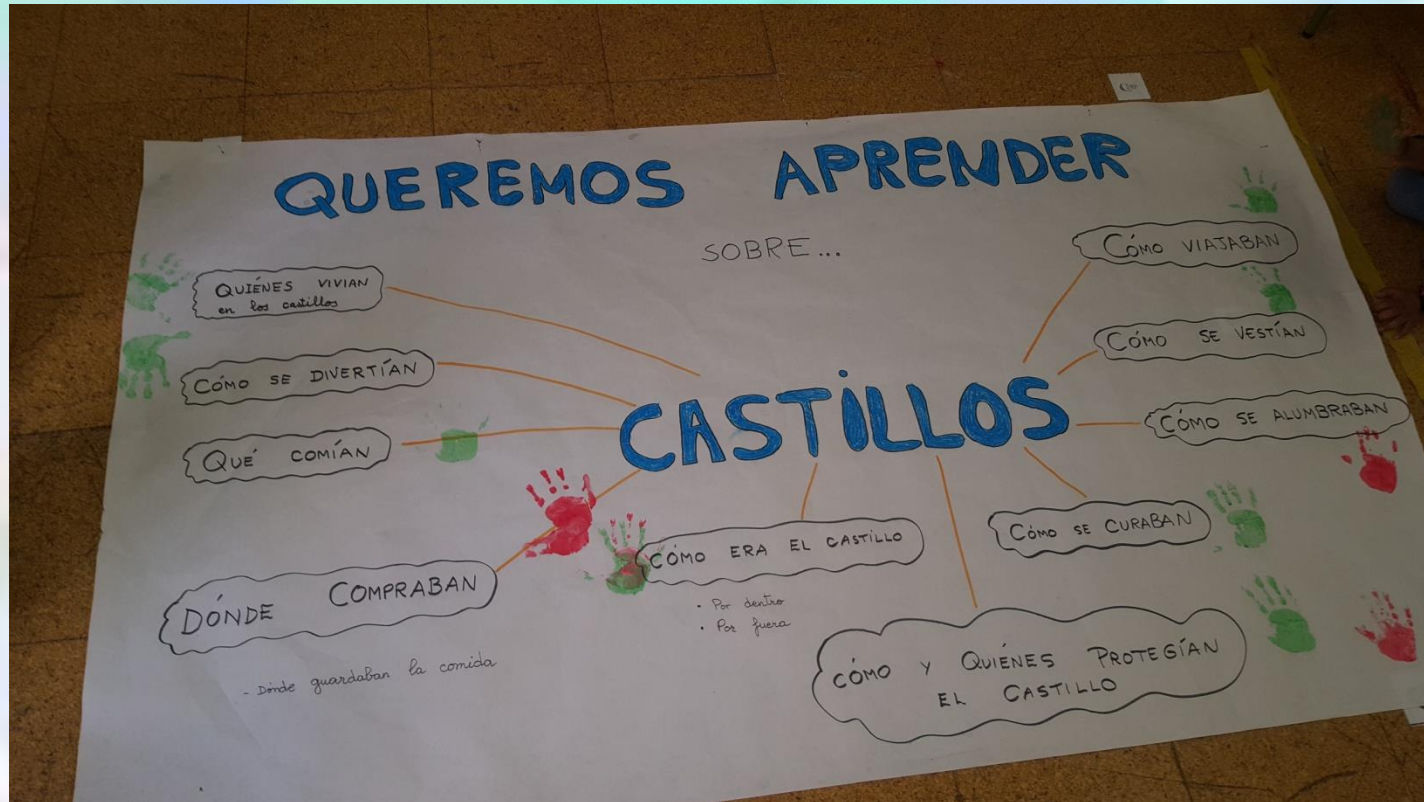 QUEREMOS APRENDER
SOBRE...
QUIÉNES VIVIAN
en los castillos
CÓMO SE DIVERTÍAN
QUÉ COMÍAN
DÓNDE COMPRABAN
- Dónde guardaban la comida
CASTILLOS
CÓMO ERA EL CASTILLO
• Por dentro
• Por fuera
CÓMO VIAJABAN
CÓMO SE VESTÍAN
CÓMO SE ALUMBRABAN
CÓMO SE CURABAN
CÓMO Y QUIÉNES PROTEGÍAN
EL CASTILLO